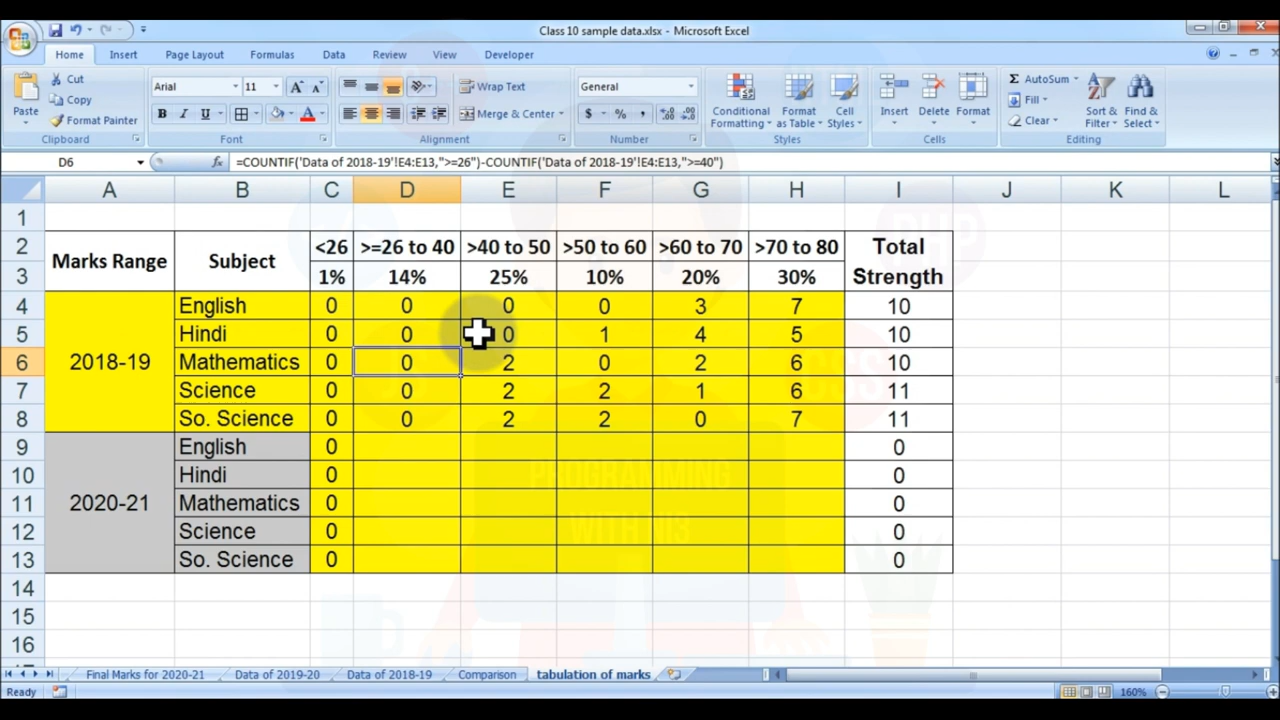 Class 10 sample data.xlsx - Microsoft Excel
Home Insert Page Layout Formulas Data Review View Developer
Paste Cut Copy Format Painter Clipboard
Arial 11 A A B I U A Font
Wrap Text Merge & Center Alignment
General $ % , Number
Conditional Formatting Format as Table Cell Styles Styles
Insert Delete Format Cells
Σ AutoSum Fill Clear Sort & Filter Find & Select Editing
D6 fx =COUNTIF('Data of 2018-19'!E4:E13,">=26")-COUNTIF('Data of 2018-19'!E4:E13,">=40")
A B C D E F G H I J K L
1
2 Marks Range Subject <26 >=26 to 40 >40 to 50 >50 to 60 >60 to 70 >70 to 80 Total Strength
3 1% 14% 25% 10% 20% 30%
4 2018-19 English 0 0 0 0 3 7 10
5 Hindi 0 0 0 1 4 5 10
6 Mathematics 0 0 2 0 2 6 10
7 Science 0 0 2 2 1 6 11
8 So. Science 0 0 2 2 0 7 11
9 2020-21 English 0 0
10 Hindi 0 0
11 Mathematics 0 0
12 Science 0 0
13 So. Science 0 0
14
15
16
PROGRAMMING
PHP
CSS
Final Marks for 2020-21 Data of 2019-20 Data of 2018-19 Comparison tabulation of marks
Ready 160%